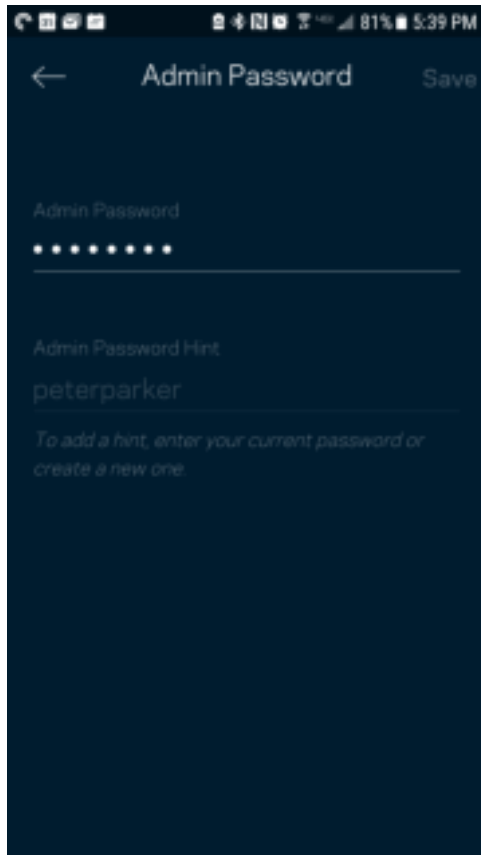 81% 5:39 PM
Admin Password Save
Admin Password
••••••••
Admin Password Hint
peterparker
To add a hint, enter your current password or
create a new one.